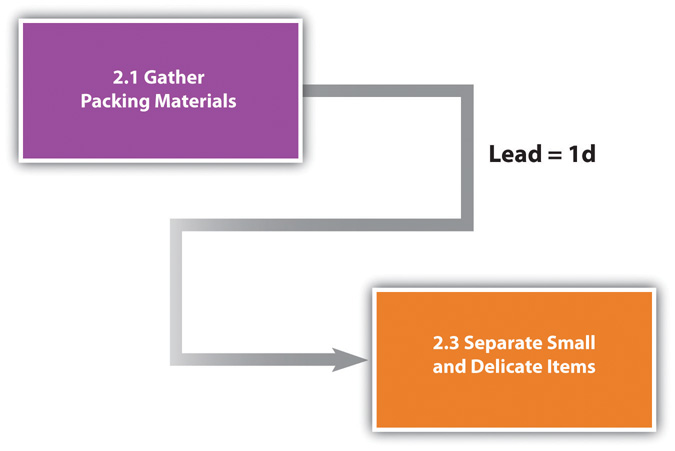 2.1 Gather
Packing Materials
Lead = 1d
2.3 Separate Small
and Delicate Items